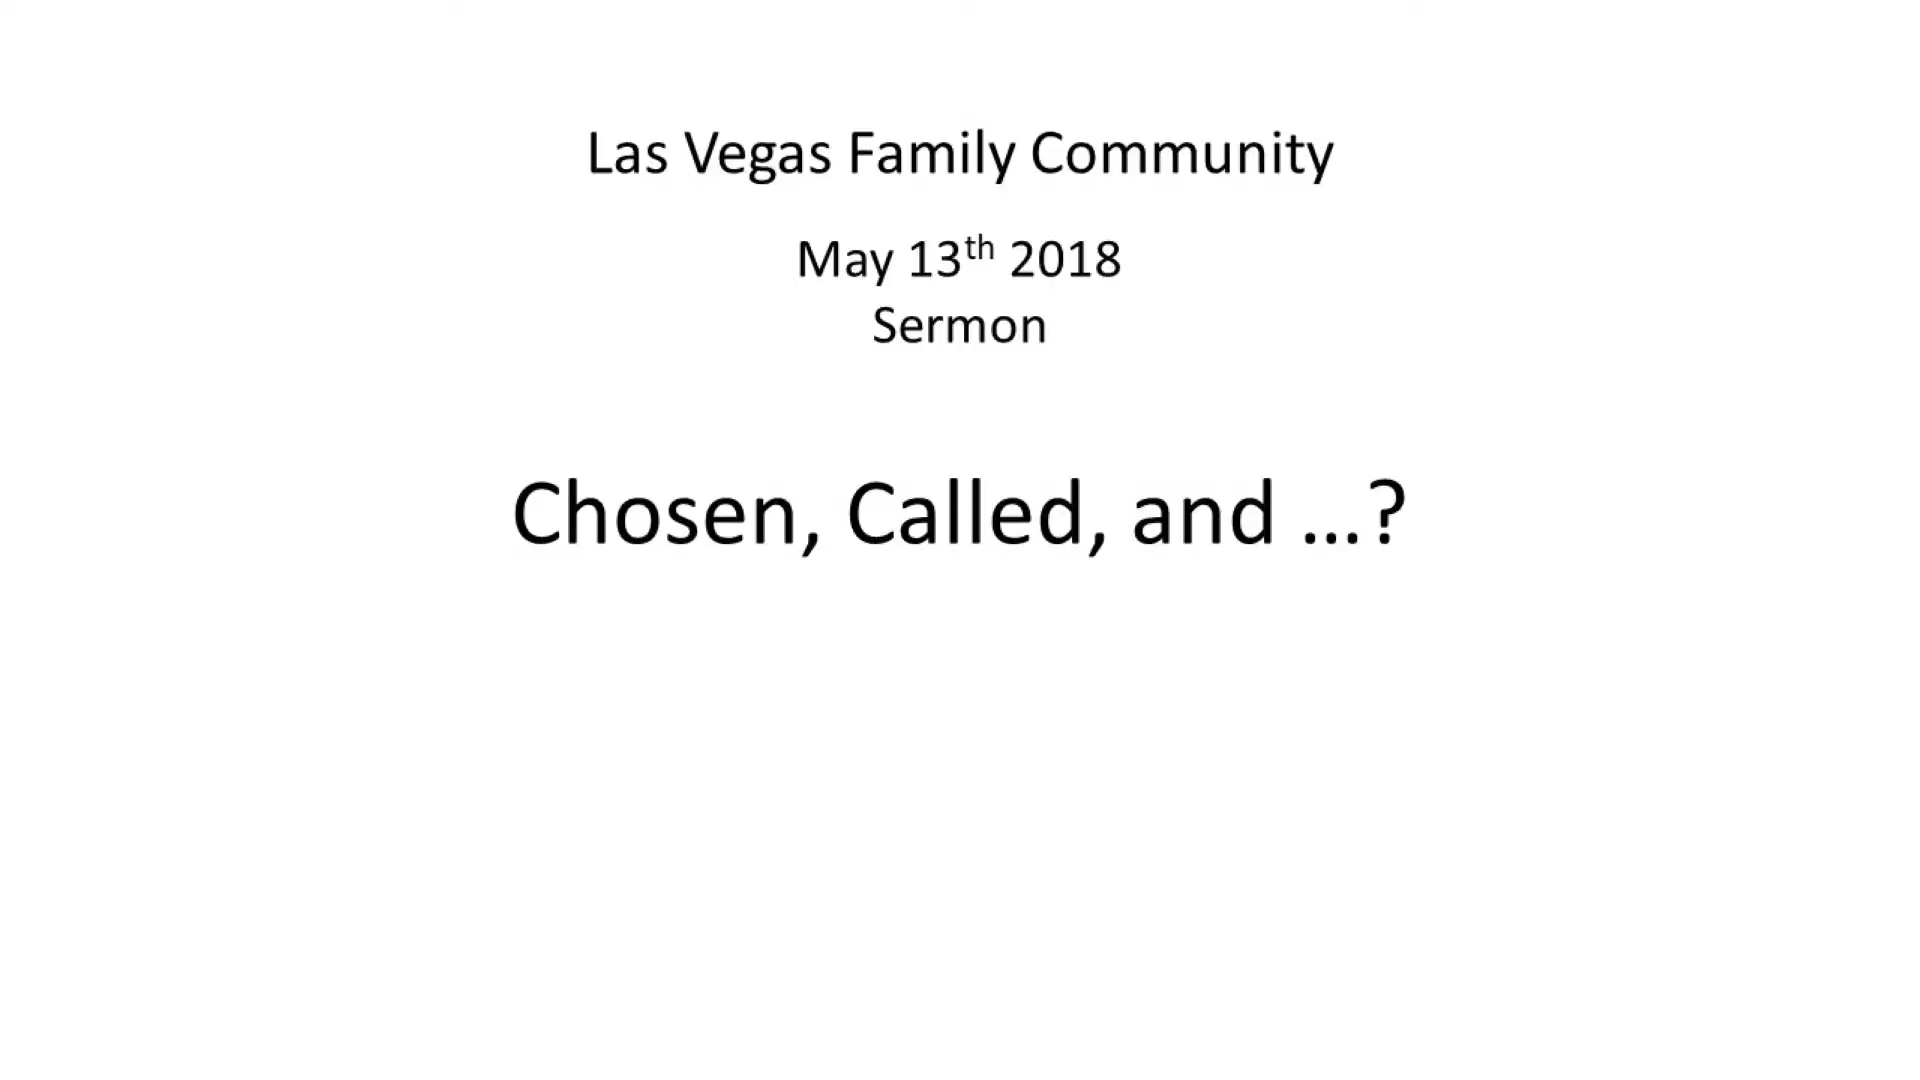 Las Vegas Family Community
May 13th 2018
Sermon
Chosen, Called, and ...?